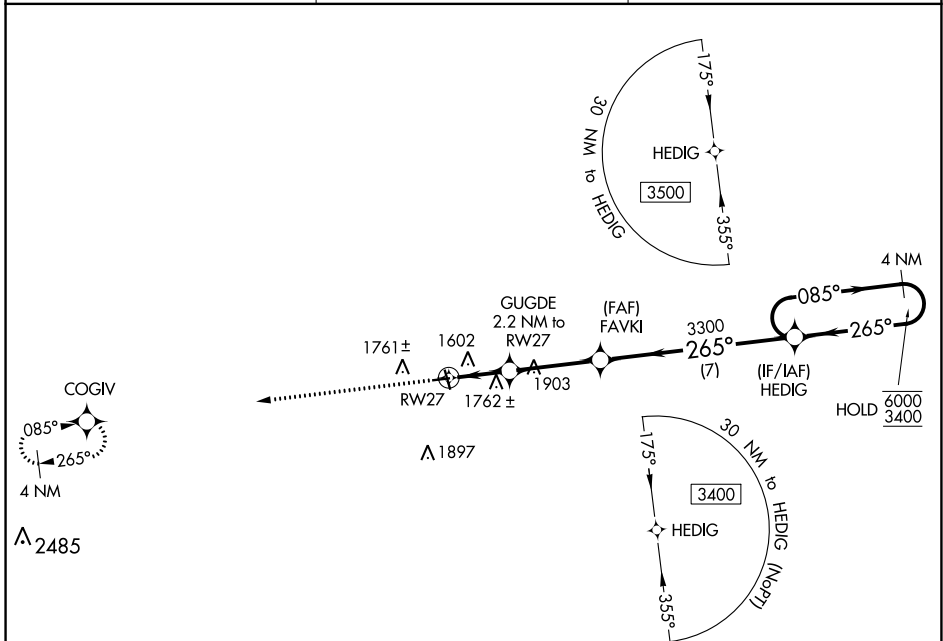 175°
30 NM to HEDIG
HEDIG
3500
355°
4 NM
085°
265°
GUGDE
2.2 NM to
RW27
(FAF)
FAVKI
3300
265°
(7)
(IF/IAF)
HEDIG
HOLD 6000
3400
1761±
1602
1903
RW27
1762±
COGIV
085°
265°
4 NM
1897
2485
175°
30 NM to HEDIG (NoPT)
3400
HEDIG
355°